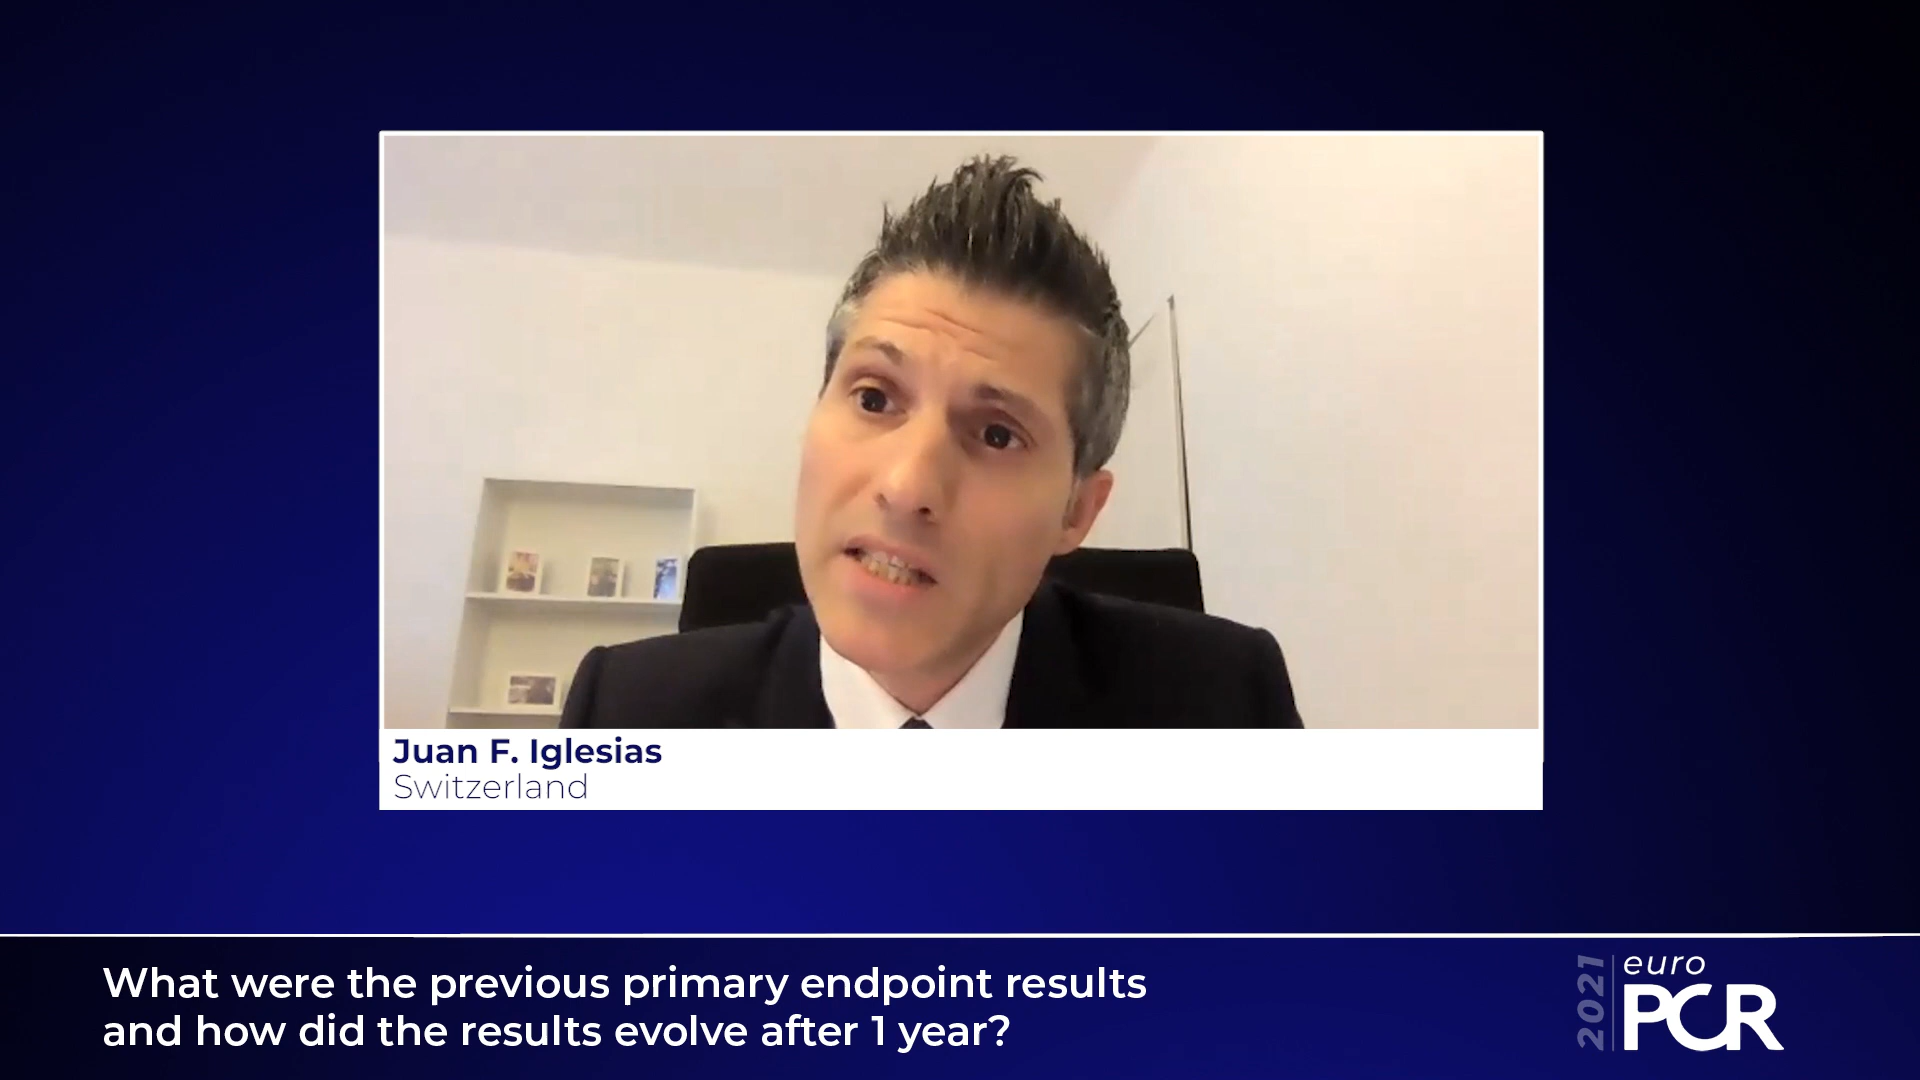 Juan F. Iglesias
Switzerland
What were the previous primary endpoint results
and how did the results evolve after 1 year?
2021
euro
PCR